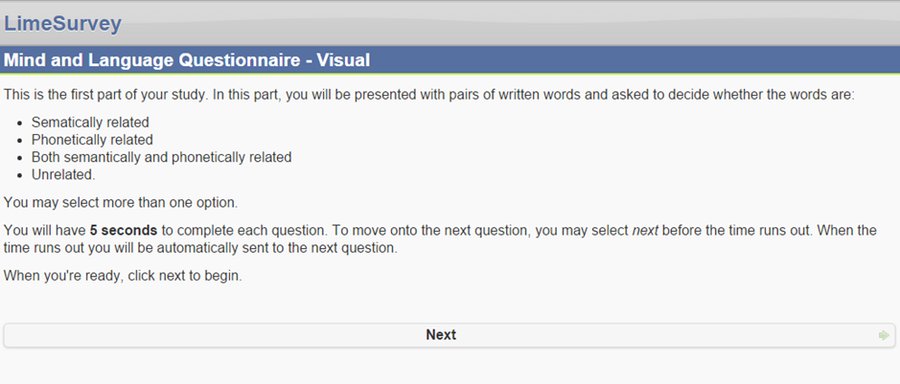 LimeSurvey
Mind and Language Questionnaire - Visual
This is the first part of your study. In this part, you will be presented with pairs of written words and asked to decide whether the words are:
Sematically related
Phonetically related
Both semantically and phonetically related
Unrelated.
You may select more than one option.
You will have 5 seconds to complete each question. To move onto the next question, you may select next before the time runs out. When the
time runs out you will be automatically sent to the next question.
When you're ready, click next to begin.
Next